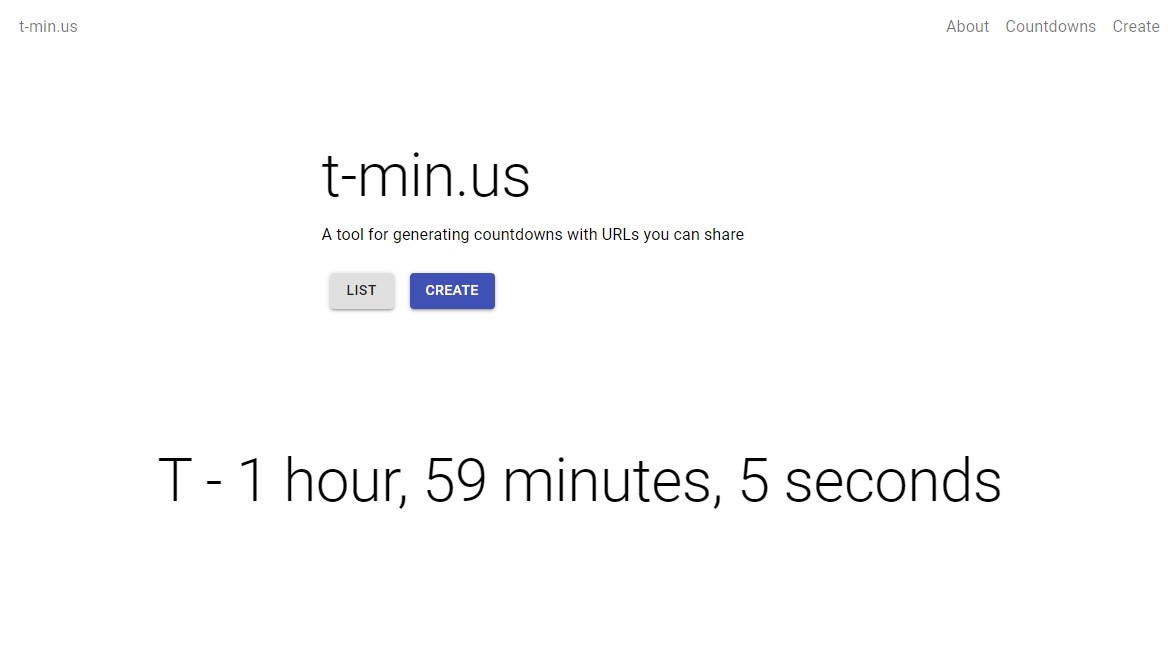 t-min.us
About Countdowns Create
t-min.us
A tool for generating countdowns with URLs you can share
LIST CREATE
T - 1 hour, 59 minutes, 5 seconds